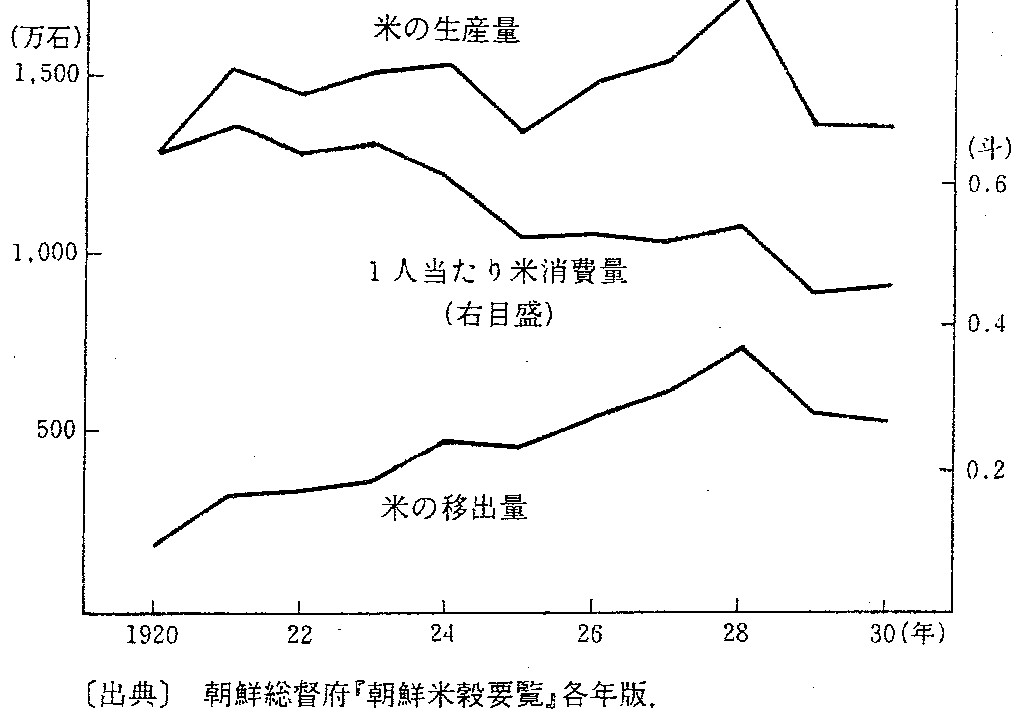 (万石)
米の生産量
1,500
(斗)
0.6
1,000
1人当たり米消費量
(右目盛)
0.4
500
0.2
米の移出量
1920 22 24 26 28 30(年)
〔出典〕 朝鮮総督府『朝鮮米穀要覧』各年版.